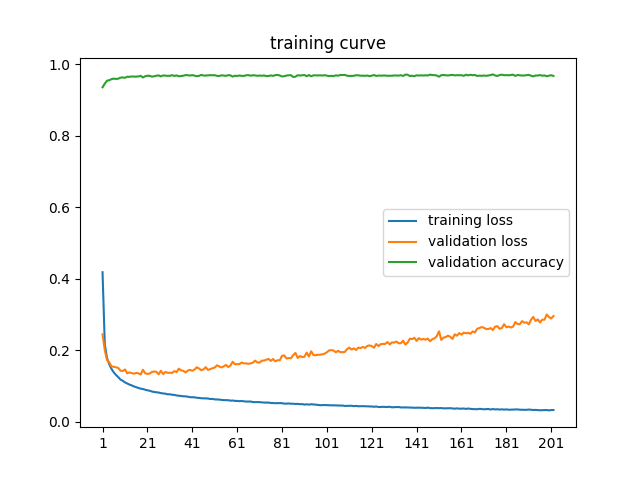 training curve
1.0
0.8
0.6
0.4
0.2
0.0
training loss
validation loss
validation accuracy
1 21 41 61 81 101 121 141 161 181 201